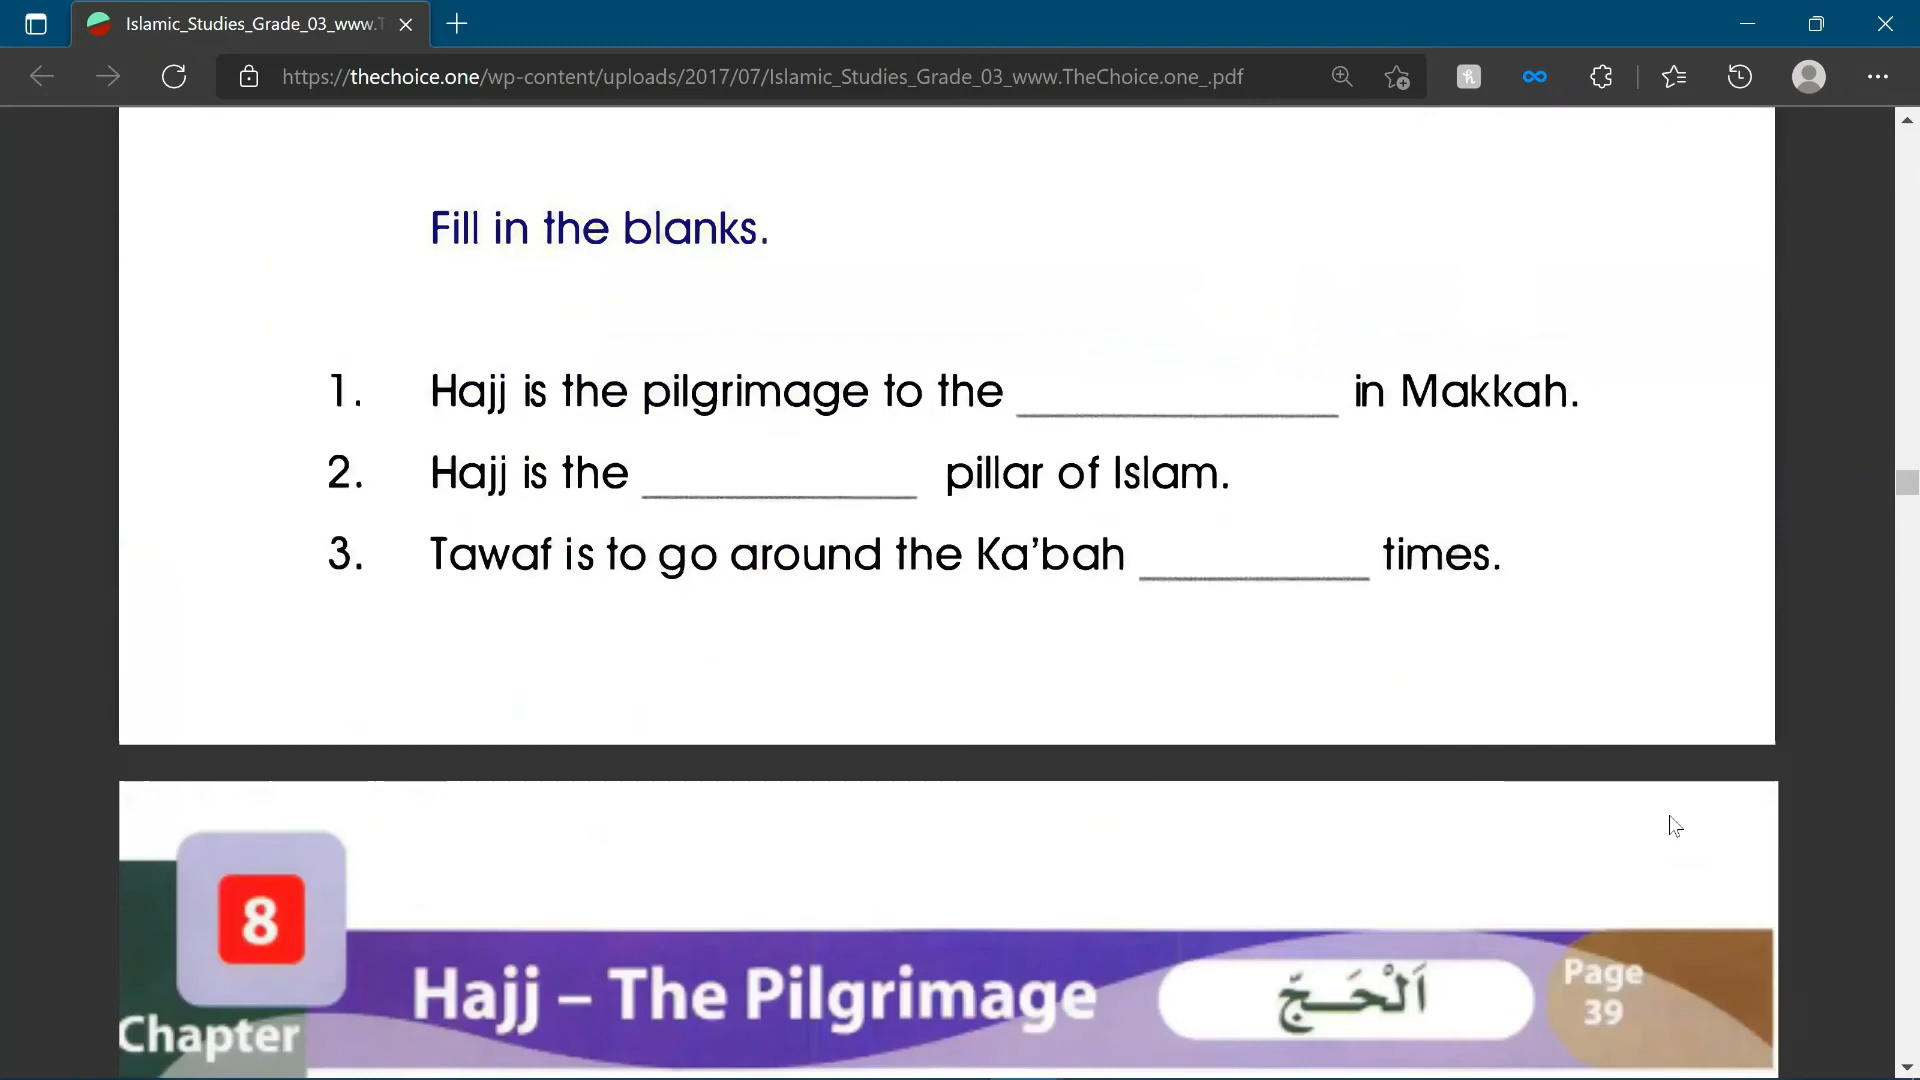 Islamic_Studies_Grade_03_www.T
https://thechoice.one/wp-content/uploads/2017/07/Islamic_Studies_Grade_03_www.TheChoice.one_.pdf
Fill in the blanks.
1. Hajj is the pilgrimage to the ______________ in Makkah.
2. Hajj is the ____________ pillar of Islam.
3. Tawaf is to go around the Ka'bah __________ times.
8
Chapter
Hajj – The Pilgrimage
اَلْحَـجّ
Page
39